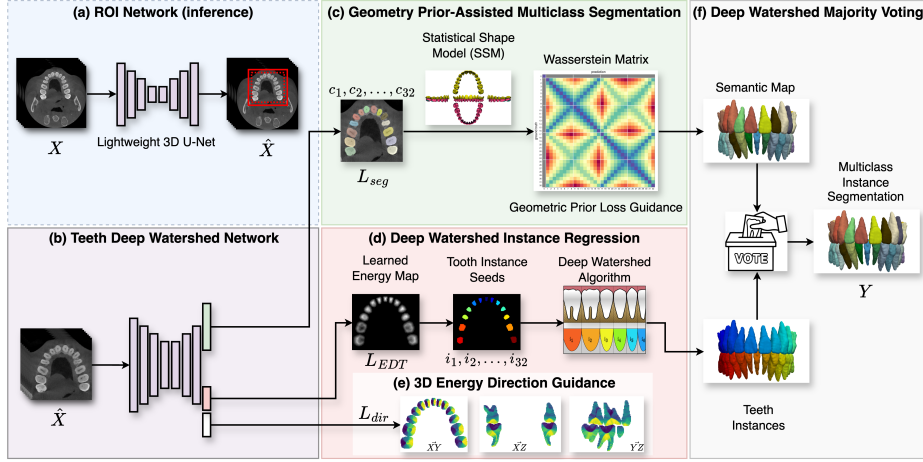 (a) ROI Network (inference)
X
Lightweight 3D U-Net
X̂
(b) Teeth Deep Watershed Network
X̂
(c) Geometry Prior-Assisted Multiclass Segmentation
Statistical Shape
Model (SSM)
Wasserstein Matrix
c₁, c₂, . . . , c₃₂
L_seg
Geometric Prior Loss Guidance
(d) Deep Watershed Instance Regression
Learned
Energy Map
Tooth Instance
Seeds
Deep Watershed
Algorithm
L_EDT
i₁, i₂, . . . , i₃₂
(e) 3D Energy Direction Guidance
L_dir
X⃗Y
X⃗Z
Y⃗Z
(f) Deep Watershed Majority Voting
Semantic Map
Multiclass
Instance
Segmentation
VOTE
Y
Teeth
Instances